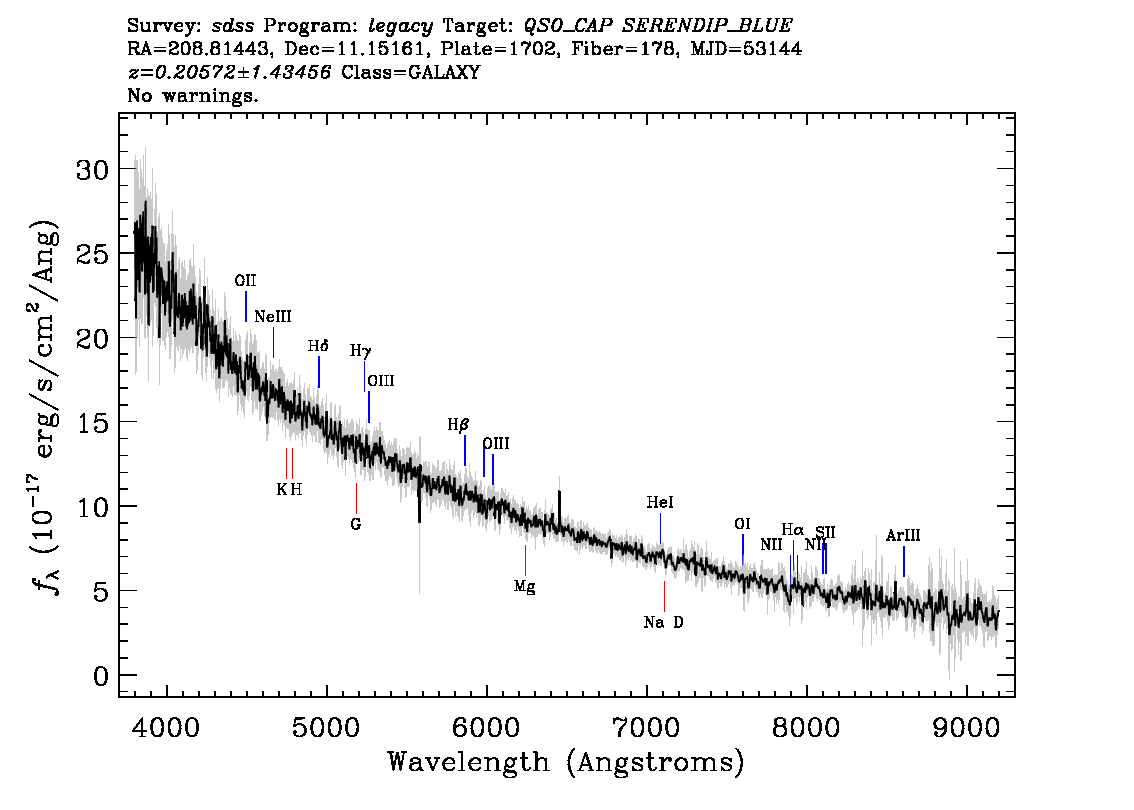 Survey: sdss Program: legacy Target: QSO_CAP SERENDIP_BLUE
RA=208.81443, Dec=11.15161, Plate=1702, Fiber=178, MJD=53144
z=0.20572±1.43456 Class=GALAXY
No warnings.
30
25
20
15
10
5
0
fλ (10⁻¹⁷ erg/s/cm²/Ang)
OII
NeIII
Hδ
Hγ
OIII
Hβ
OIII
HeI
OI
Hα
SII
NII
NII
ArIII
K H
G
Mg
Na D
4000 5000 6000 7000 8000 9000
Wavelength (Angstroms)